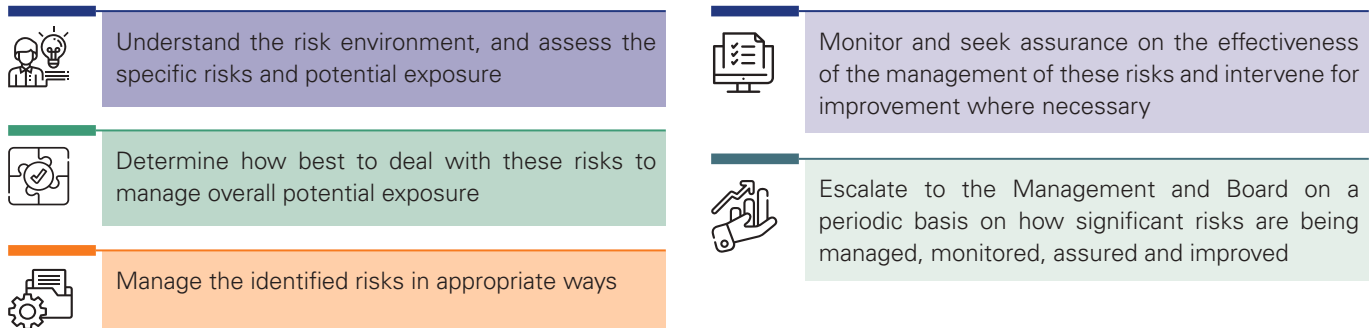 Understand the risk environment, and assess the
specific risks and potential exposure
Determine how best to deal with these risks to
manage overall potential exposure
Manage the identified risks in appropriate ways
Monitor and seek assurance on the effectiveness
of the management of these risks and intervene for
improvement where necessary
Escalate to the Management and Board on a
periodic basis on how significant risks are being
managed, monitored, assured and improved